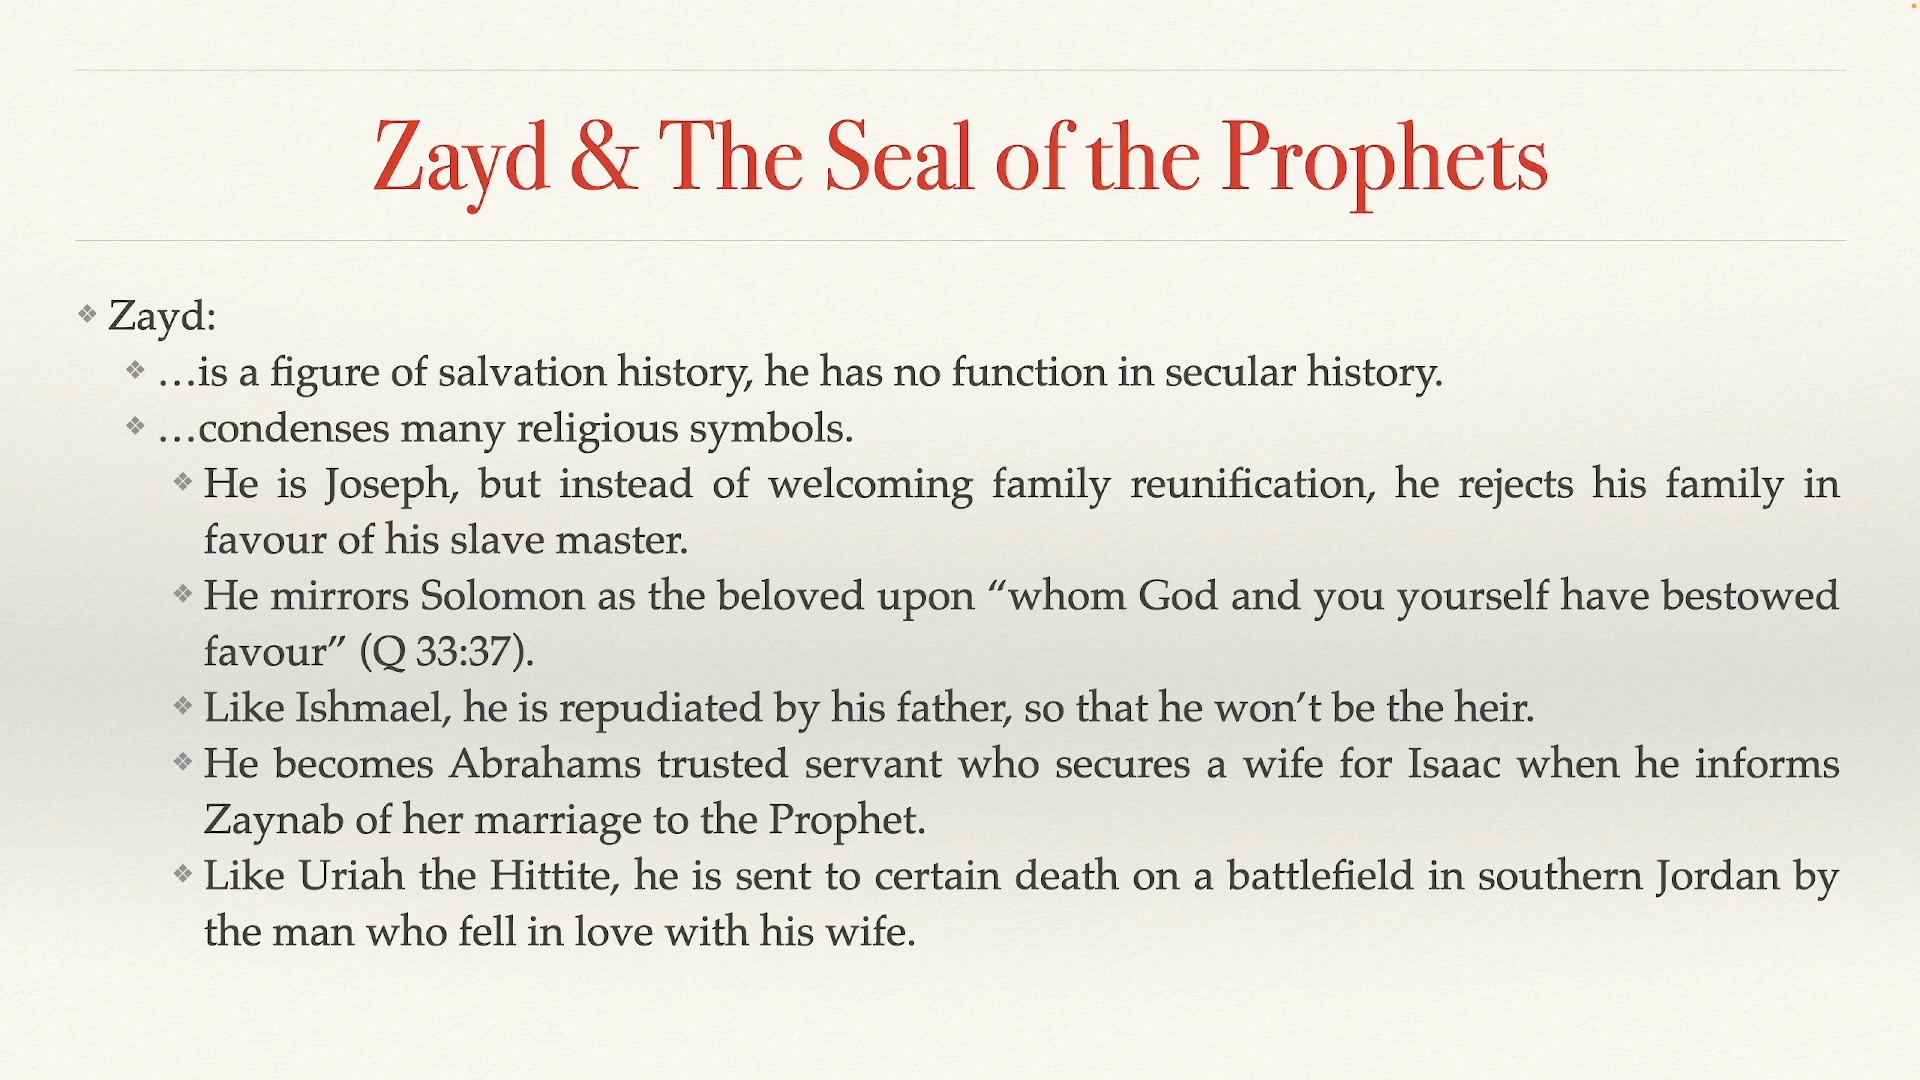 Zayd & The Seal of the Prophets
❖ Zayd:
❖ …is a figure of salvation history, he has no function in secular history.
❖ …condenses many religious symbols.
❖ He is Joseph, but instead of welcoming family reunification, he rejects his family in
favour of his slave master.
❖ He mirrors Solomon as the beloved upon “whom God and you yourself have bestowed
favour” (Q 33:37).
❖ Like Ishmael, he is repudiated by his father, so that he won’t be the heir.
❖ He becomes Abrahams trusted servant who secures a wife for Isaac when he informs
Zaynab of her marriage to the Prophet.
❖ Like Uriah the Hittite, he is sent to certain death on a battlefield in southern Jordan by
the man who fell in love with his wife.